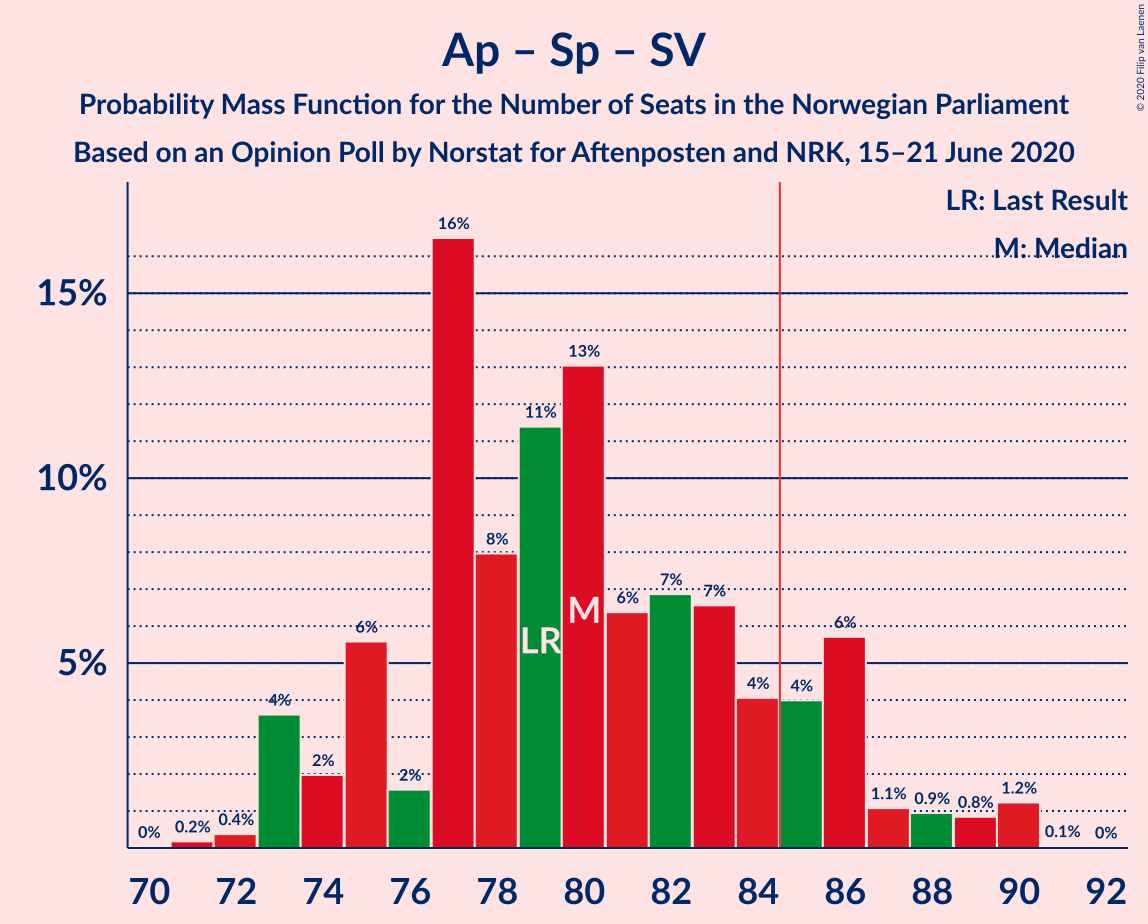 Ap – Sp – SV
Probability Mass Function for the Number of Seats in the Norwegian Parliament
Based on an Opinion Poll by Norstat for Aftenposten and NRK, 15–21 June 2020
© 2020 Filip van Laenen
LR: Last Result
M: Median
15%
10%
5%
0%
0.2%
0.4%
4%
2%
6%
2%
16%
8%
11%
13%
6%
7%
7%
4%
4%
6%
1.1%
0.9%
0.8%
1.2%
0.1%
0%
LR
M
70 72 74 76 78 80 82 84 86 88 90 92